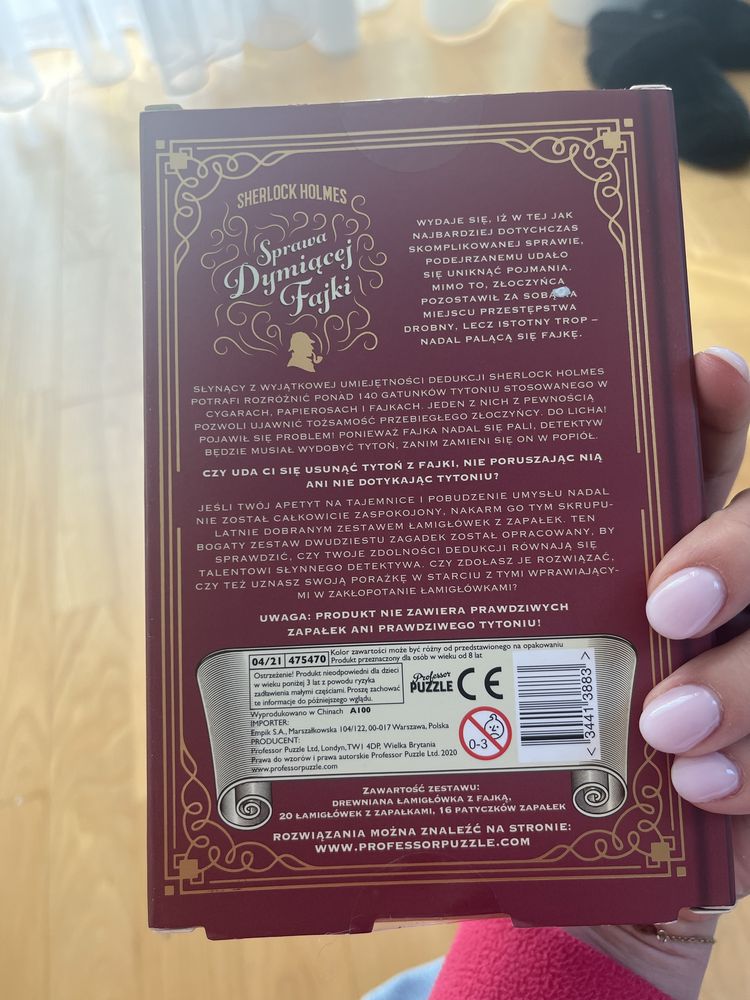 SHERLOCK HOLMES
Sprawa
Dymiącej
Fajki
WYDAJE SIĘ, IŻ W TEJ JAK
NAJBARDZIEJ DOTYCHCZAS
SKOMPLIKOWANEJ SPRAWIE,
PODEJRZANEMU UDAŁO
SIĘ UNIKNĄĆ POJMANIA.
MIMO TO, ZŁOCZYŃCA
POZOSTAWIŁ ZA SOBĄ
MIEJSCU PRZESTĘPSTWA
DROBNY, LECZ ISTOTNY TROP –
NADAL PALĄCĄ SIĘ FAJKĘ.
SŁYNĄCY Z WYJĄTKOWEJ UMIEJĘTNOŚCI DEDUKCJI SHERLOCK HOLMES
POTRAFI ROZRÓŻNIĆ PONAD 140 GATUNKÓW TYTONIU STOSOWANEGO W
CYGARACH, PAPIEROSACH I FAJKACH. JEDEN Z NICH Z PEWNOŚCIĄ
POZWOLI UJAWNIĆ TOŻSAMOŚĆ PRZEBIEGŁEGO ZŁOCZYŃCY. DO LICHA!
POJAWIŁ SIĘ PROBLEM! PONIEWAŻ FAJKA NADAL SIĘ PALI, DETEKTYW
BĘDZIE MUSIAŁ WYDOBYĆ TYTOŃ, ZANIM ZAMIENI SIĘ ON W POPIÓŁ.
CZY UDA CI SIĘ USUNĄĆ TYTOŃ Z FAJKI, NIE PORUSZAJĄC NIĄ
ANI NIE DOTYKAJĄC TYTONIU?
JEŚLI TWÓJ APETYT NA TAJEMNICE I POBUDZENIE UMYSŁU NADAL
NIE ZOSTAŁ CAŁKOWICIE ZASPOKOJONY, NAKARM GO TYM SKRUPU-
LATNIE DOBRANYM ZESTAWEM ŁAMIGŁÓWEK Z ZAPAŁEK. TEN
BOGATY ZESTAW DWUDZIESTU ZAGADEK ZOSTAŁ OPRACOWANY, BY
SPRAWDZIĆ, CZY TWOJE ZDOLNOŚCI DEDUKCJI RÓWNAJĄ SIĘ
TALENTOWI SŁYNNEGO DETEKTYWA. CZY ZDOŁASZ JE ROZWIĄZAĆ,
CZY TEŻ UZNASZ SWOJĄ PORAŻKĘ W STARCIU Z TYMI WPRAWIAJĄCY-
MI W ZAKŁOPOTANIE ŁAMIGŁÓWKAMI?
UWAGA: PRODUKT NIE ZAWIERA PRAWDZIWYCH
ZAPAŁEK ANI PRAWDZIWEGO TYTONIU!
04/21 475470
Kolor zawartości może być różny od przedstawionego na opakowaniu
Produkt przeznaczony dla osób w wieku od 8 lat
Ostrzeżenie! Produkt nieodpowiedni dla dzieci
w wieku poniżej 3 lat z powodu ryzyka
zadławienia małymi częściami. Proszę zachować
te informacje do późniejszego wglądu.
Professor
PUZZLE CE
0-3
< 3441 3883 >
Wyprodukowano w Chinach A100
IMPORTER:
Empik S.A., Marszałkowska 104/122, 00-017 Warszawa, Polska
PRODUCENT:
Professor Puzzle Ltd, Londyn, TW1 4DP, Wielka Brytania
Prawa do wzorów i prawa autorskie Professor Puzzle Ltd. 2020
www.professorpuzzle.com
ZAWARTOŚĆ ZESTAWU:
DREWNIANA ŁAMIGŁÓWKA Z FAJKĄ,
20 ŁAMIGŁÓWEK Z ZAPAŁKAMI, 16 PATYCZKÓW ZAPAŁEK
ROZWIĄZANIA MOŻNA ZNALEŹĆ NA STRONIE:
WWW.PROFESSORPUZZLE.COM